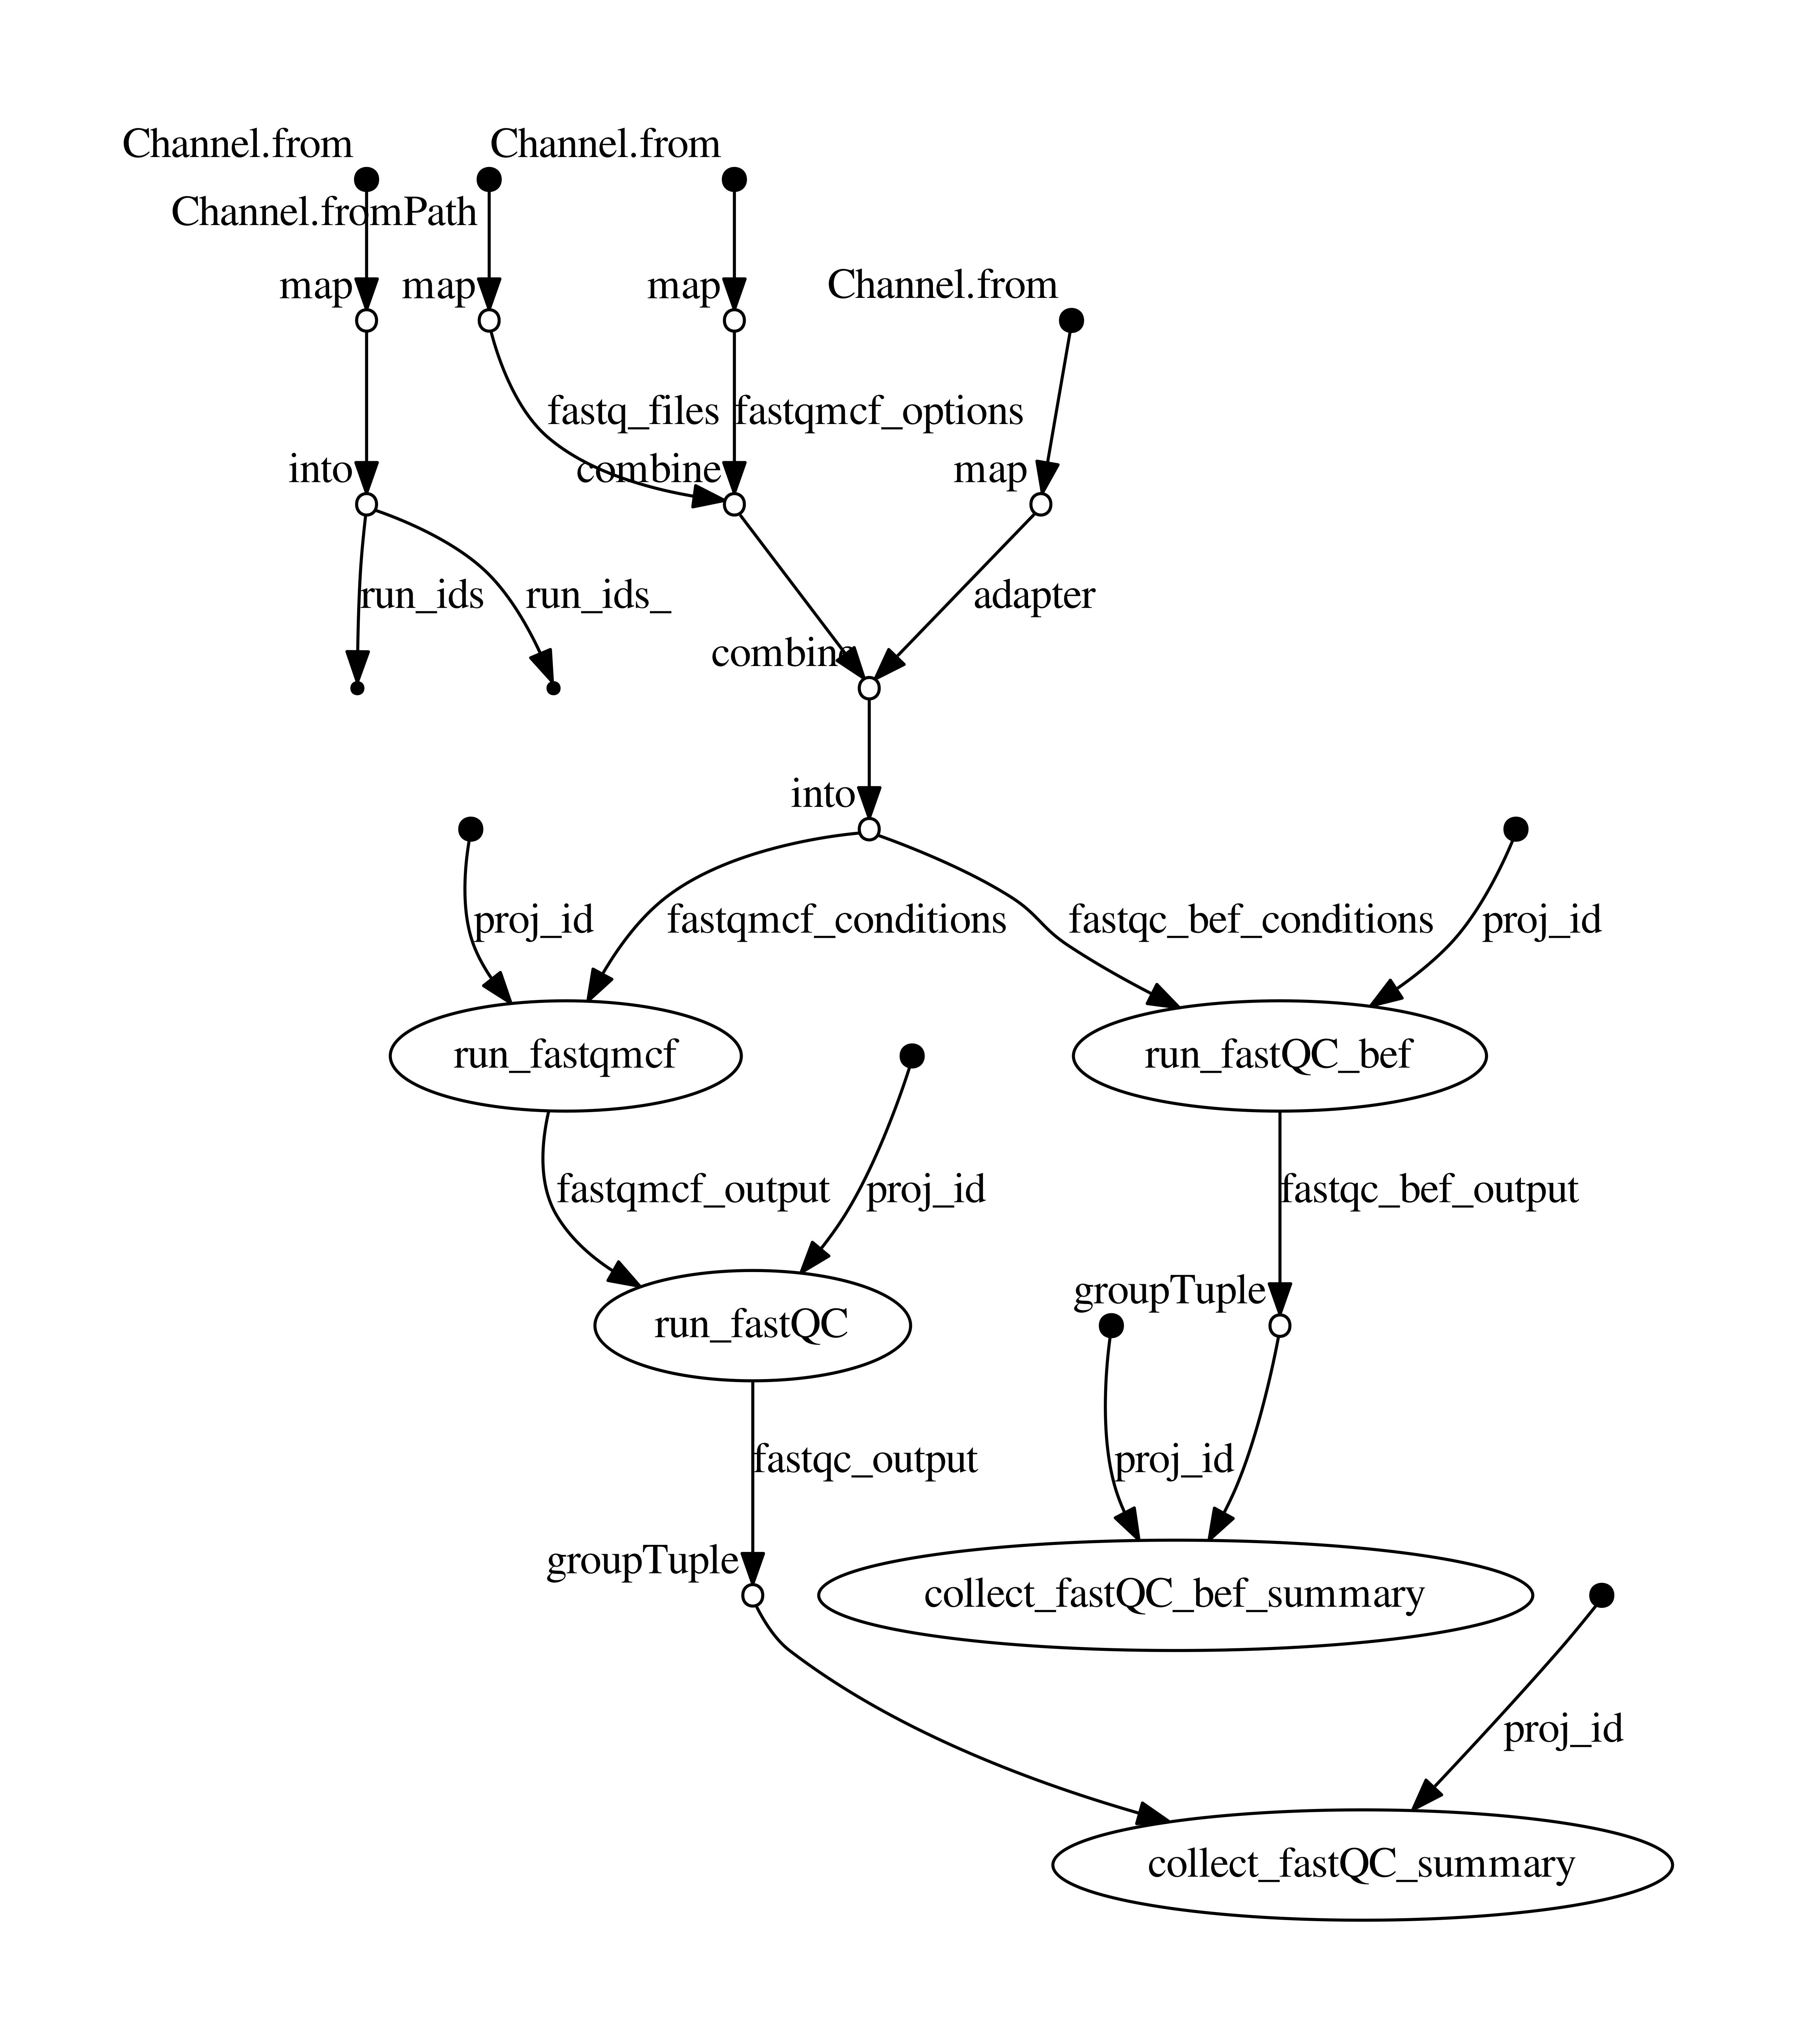 Channel.from
Channel.from
Channel.fromPath
map
map
map
Channel.from
fastq_files
fastqmcf_options
into
combine
map
run_ids
run_ids_
adapter
combine
into
proj_id
fastqmcf_conditions
fastqc_bef_conditions
proj_id
run_fastqmcf
run_fastQC_bef
fastqmcf_output
proj_id
fastqc_bef_output
groupTuple
run_fastQC
fastqc_output
proj_id
groupTuple
collect_fastQC_bef_summary
proj_id
collect_fastQC_summary